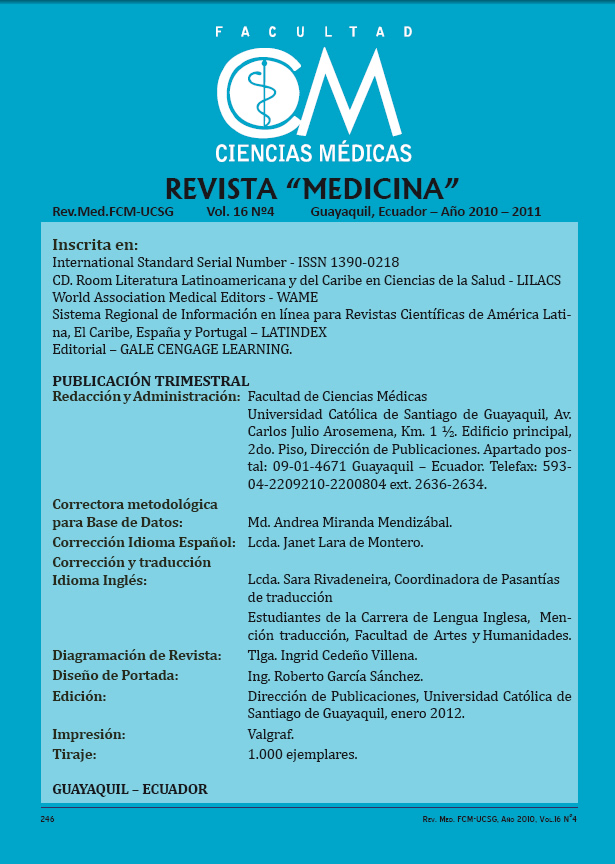 FACULTAD
CM
CIENCIAS MÉDICAS
REVISTA “MEDICINA”
Rev.Med.FCM-UCSG Vol. 16 Nº4 Guayaquil, Ecuador – Año 2010 – 2011
Inscrita en:
International Standard Serial Number - ISSN 1390-0218
CD. Room Literatura Latinoamericana y del Caribe en Ciencias de la Salud - LILACS
World Association Medical Editors - WAME
Sistema Regional de Información en línea para Revistas Científicas de América Lati-
na, El Caribe, España y Portugal – LATINDEX
Editorial – GALE CENGAGE LEARNING.
PUBLICACIÓN TRIMESTRAL
Redacción y Administración: Facultad de Ciencias Médicas
Universidad Católica de Santiago de Guayaquil, Av.
Carlos Julio Arosemena, Km. 1 ½. Edificio principal,
2do. Piso, Dirección de Publicaciones. Apartado pos-
tal: 09-01-4671 Guayaquil – Ecuador. Telefax: 593-
04-2209210-2200804 ext. 2636-2634.
Correctora metodológica
para Base de Datos: Md. Andrea Miranda Mendizábal.
Corrección Idioma Español: Lcda. Janet Lara de Montero.
Corrección y traducción
Idioma Inglés: Lcda. Sara Rivadeneira, Coordinadora de Pasantías
de traducción
Estudiantes de la Carrera de Lengua Inglesa, Men-
ción traducción, Facultad de Artes y Humanidades.
Diagramación de Revista: Tlga. Ingrid Cedeño Villena.
Diseño de Portada: Ing. Roberto García Sánchez.
Edición: Dirección de Publicaciones, Universidad Católica de
Santiago de Guayaquil, enero 2012.
Impresión: Valgraf.
Tiraje: 1.000 ejemplares.
GUAYAQUIL – ECUADOR
246 Rev. Med. FCM-UCSG, Año 2010, Vol.16 N°4